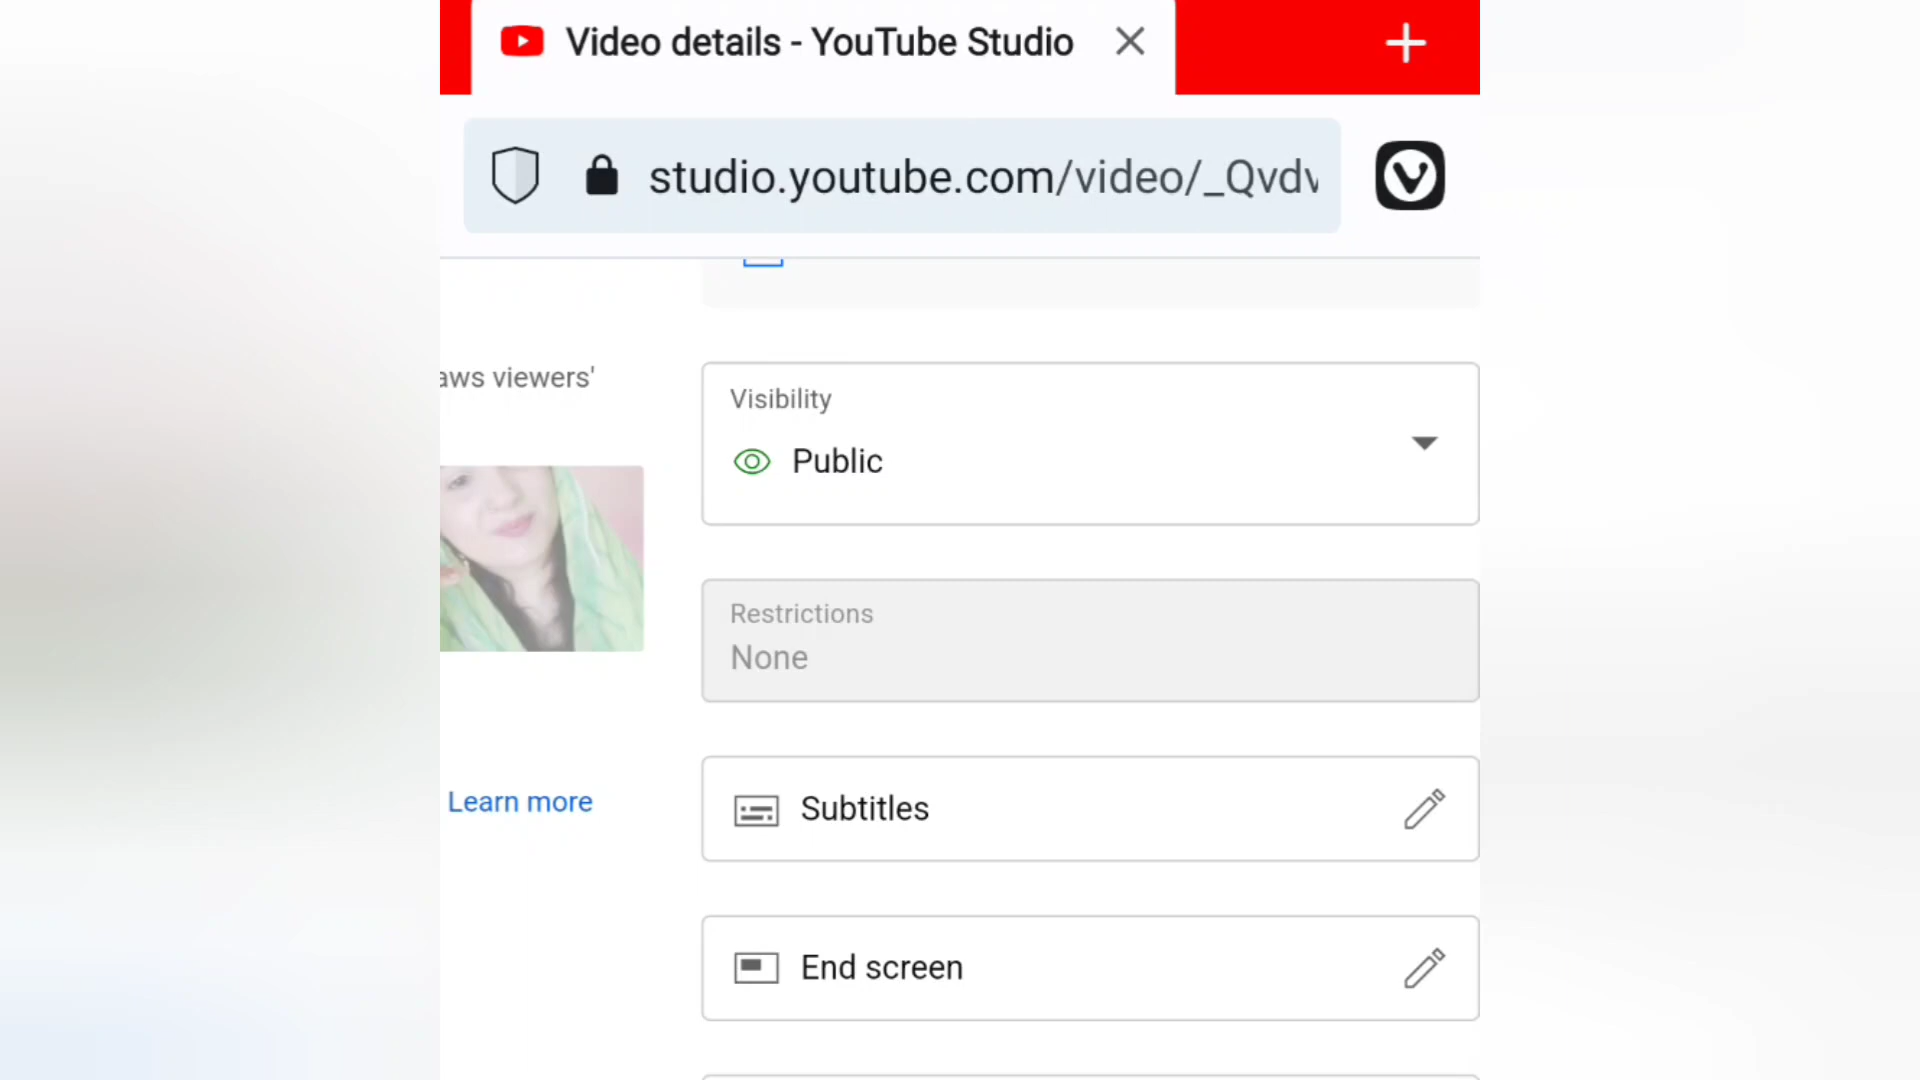 Video details - YouTube Studio
studio.youtube.com/video/_Qvdv
aws viewers'
Visibility
Public
Restrictions
None
Learn more
Subtitles
End screen